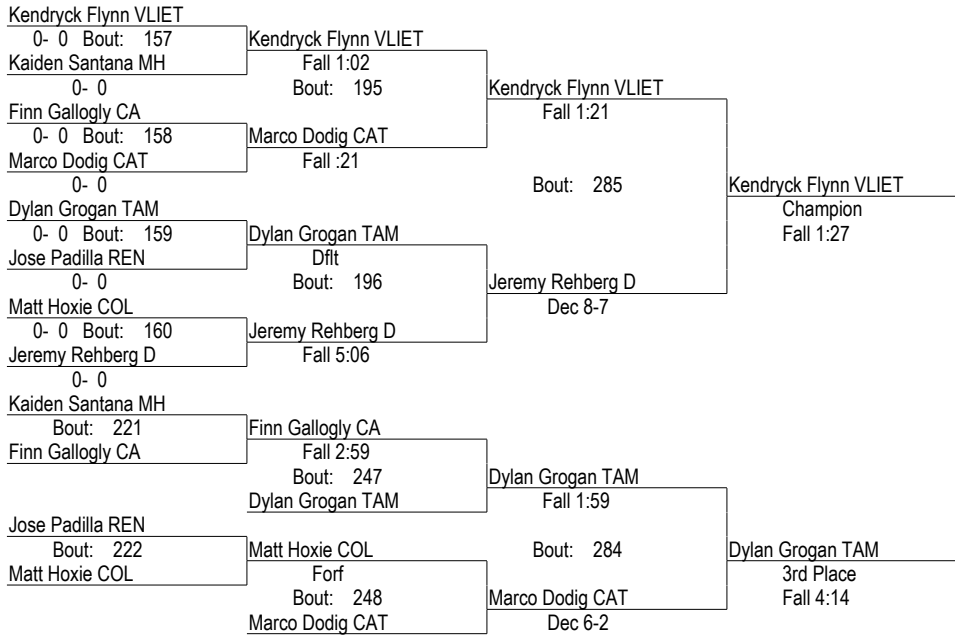 Kendryck Flynn VLIET
0- 0 Bout: 157 Kendryck Flynn VLIET
Kaiden Santana MH Fall 1:02
0- 0 Bout: 195 Kendryck Flynn VLIET
Finn Gallogly CA Fall 1:21
0- 0 Bout: 158 Marco Dodig CAT
Marco Dodig CAT Fall :21
0- 0 Bout: 285 Kendryck Flynn VLIET
Dylan Grogan TAM Champion
0- 0 Bout: 159 Dylan Grogan TAM Fall 1:27
Jose Padilla REN Dflt
0- 0 Bout: 196 Jeremy Rehberg D
Matt Hoxie COL Dec 8-7
0- 0 Bout: 160 Jeremy Rehberg D
Jeremy Rehberg D Fall 5:06
0- 0
Kaiden Santana MH
Bout: 221 Finn Gallogly CA
Finn Gallogly CA Fall 2:59
Bout: 247 Dylan Grogan TAM
Dylan Grogan TAM Fall 1:59
Jose Padilla REN
Bout: 222 Matt Hoxie COL Bout: 284 Dylan Grogan TAM
Matt Hoxie COL Forf 3rd Place
Bout: 248 Marco Dodig CAT Fall 4:14
Marco Dodig CAT Dec 6-2